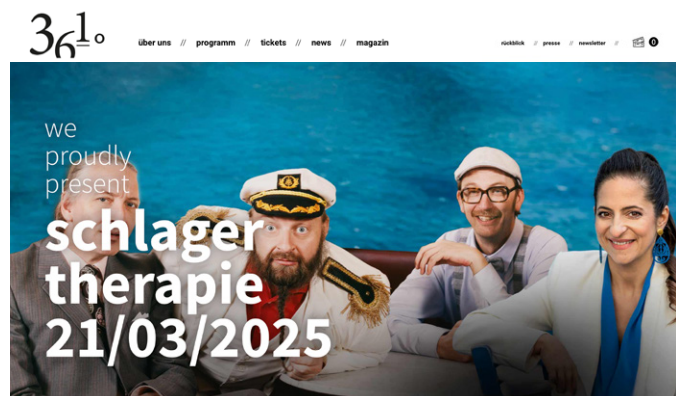 361°
über uns // programm // tickets // news // magazin
rückblick // presse // newsletter // 0
we
proudly
present
schlager
therapie
21/03/2025